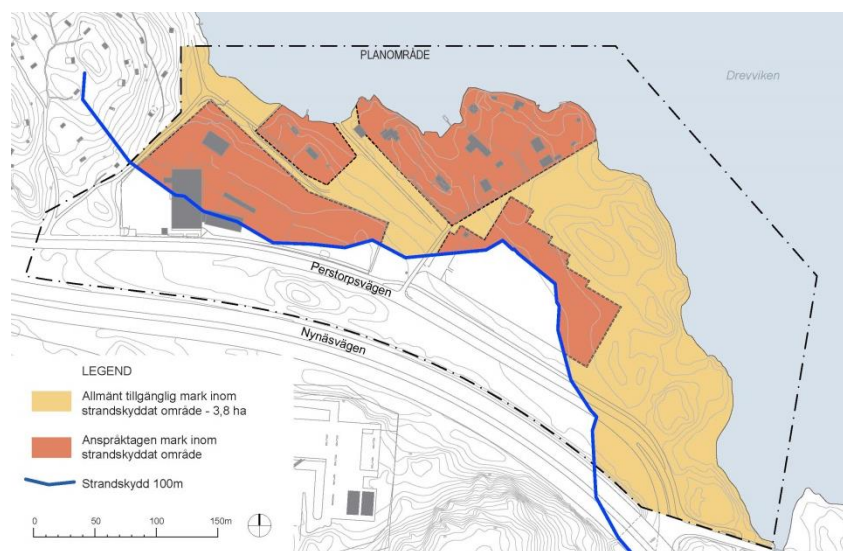 PLANOMRÅDE
Drevviken
Perstorpsvägen
Nynäsvägen
LEGEND
Allmänt tillgänglig mark inom
strandskyddat område - 3,8 ha
Anspråktagen mark inom
strandskyddat område
Strandskydd 100m
0 50 100 150m